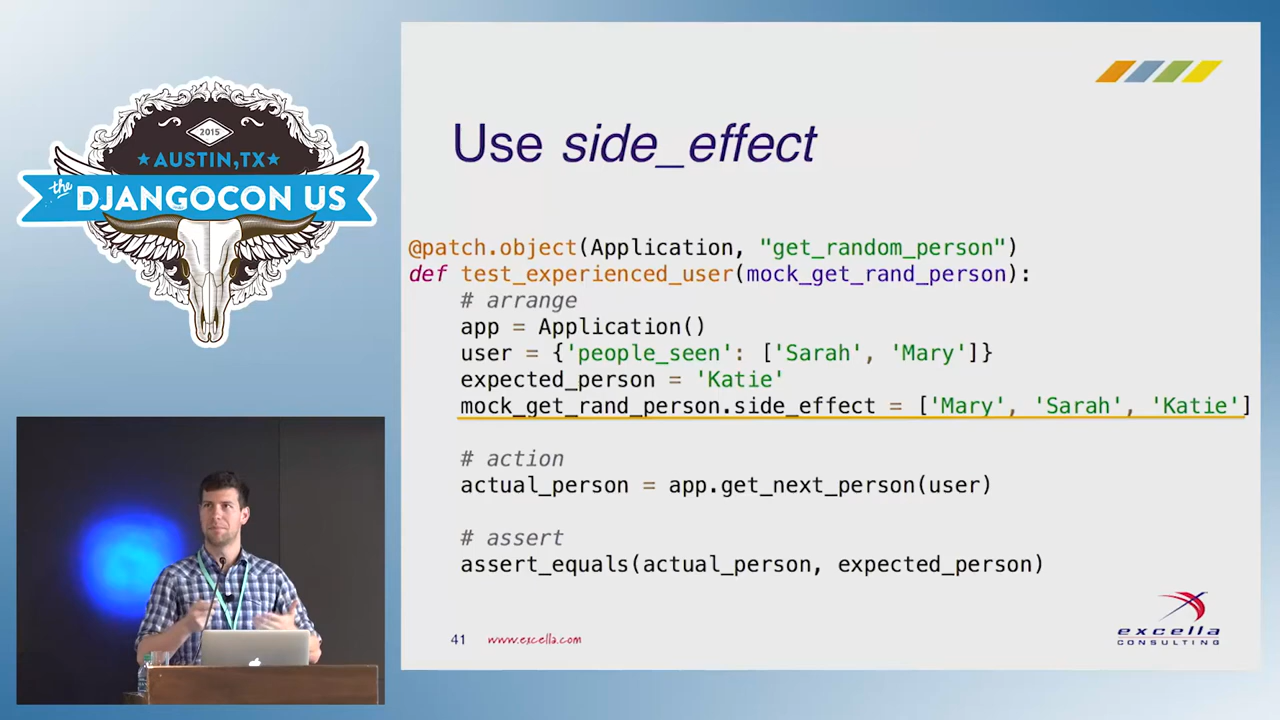 2015
★AUSTIN,TX★
the DJANGOCON US
Use side_effect
@patch.object(Application, "get_random_person")
def test_experienced_user(mock_get_rand_person):
# arrange
app = Application()
user = {'people_seen': ['Sarah', 'Mary']}
expected_person = 'Katie'
mock_get_rand_person.side_effect = ['Mary', 'Sarah', 'Katie']
# action
actual_person = app.get_next_person(user)
# assert
assert_equals(actual_person, expected_person)
41 www.excella.com
excella
CONSULTING